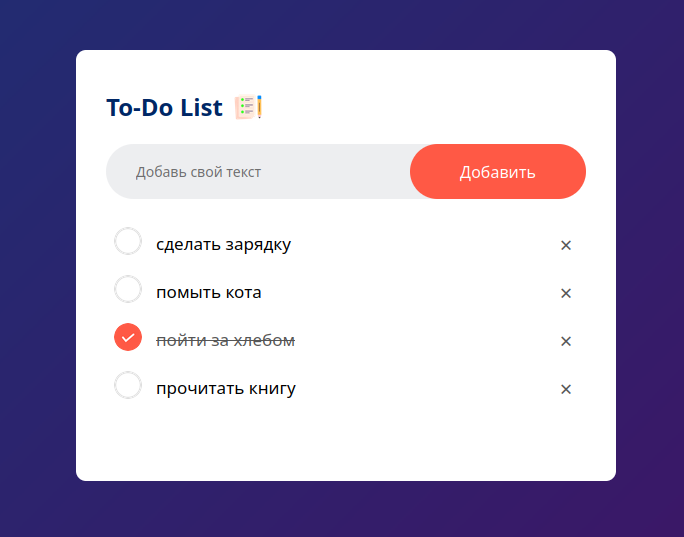 To-Do List
Добавь свой текст
Добавить
сделать зарядку ×
помыть кота ×
пойти за хлебом ×
прочитать книгу ×